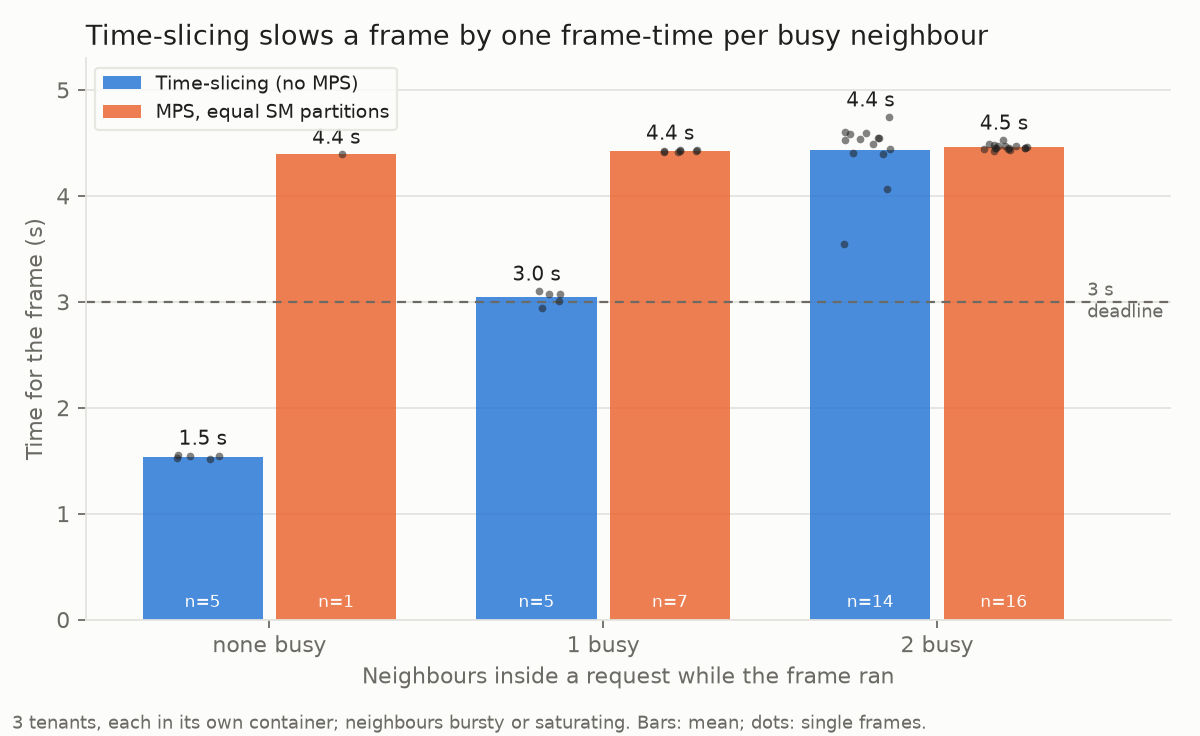 Time-slicing slows a frame by one frame-time per busy neighbour
Time-slicing (no MPS)
MPS, equal SM partitions
Time for the frame (s)
5
4
3
2
1
0
1.5 s
4.4 s
3.0 s
4.4 s
4.4 s
4.5 s
3 s
deadline
n=5
n=1
n=5
n=7
n=14
n=16
none busy
1 busy
2 busy
Neighbours inside a request while the frame ran
3 tenants, each in its own container; neighbours bursty or saturating. Bars: mean; dots: single frames.